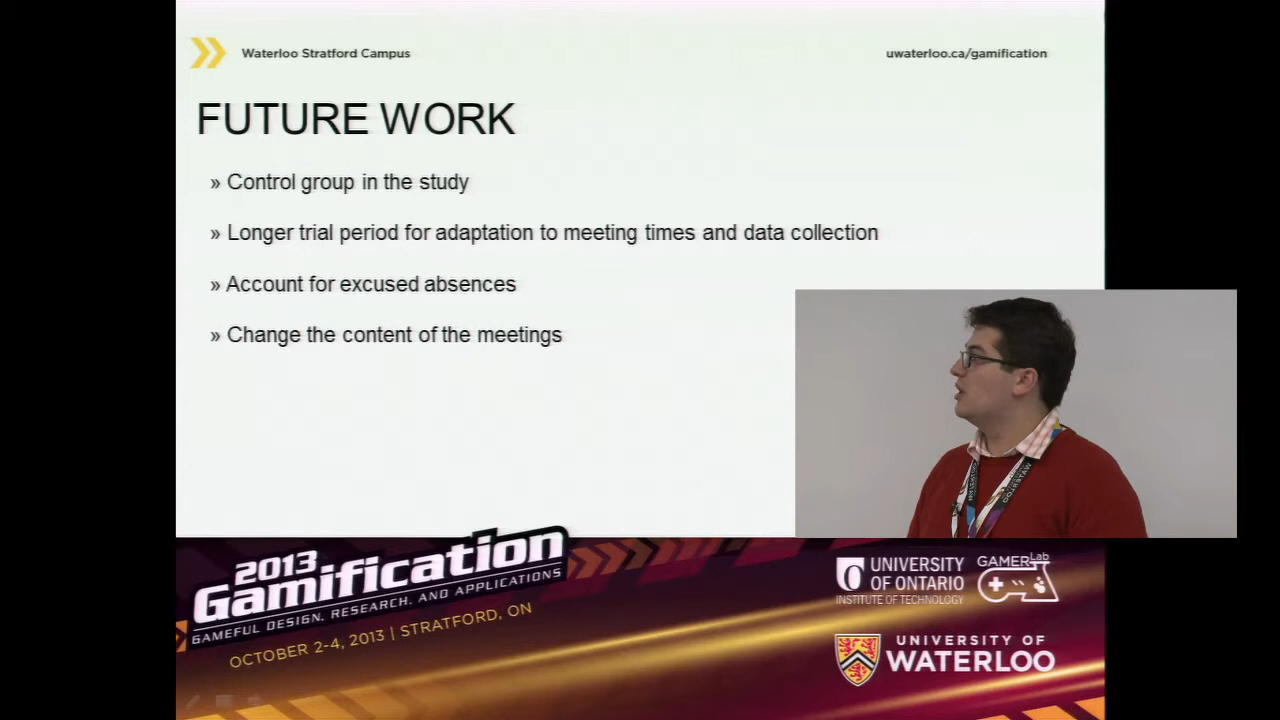 Waterloo Stratford Campus
uwaterloo.ca/gamification
FUTURE WORK
» Control group in the study
» Longer trial period for adaptation to meeting times and data collection
» Account for excused absences
» Change the content of the meetings
2013
Gamification
GAMEFUL DESIGN, RESEARCH, AND APPLICATIONS
OCTOBER 2-4, 2013 | STRATFORD, ON
UNIVERSITY
OF ONTARIO
INSTITUTE OF TECHNOLOGY
GAMERLab
UNIVERSITY OF
WATERLOO